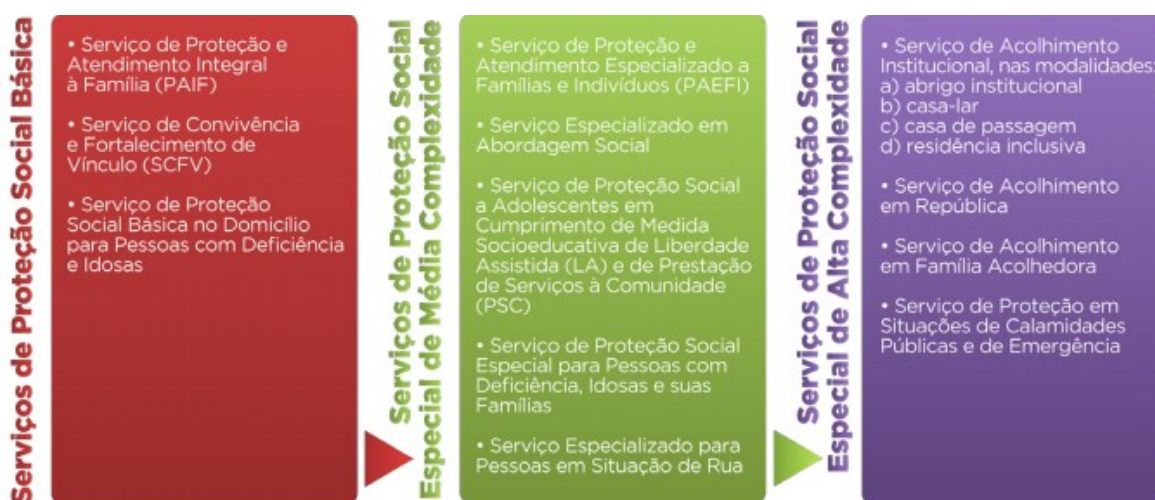 Serviços de Proteção Social Básica
• Serviço de Proteção e
Atendimento Integral
à Família (PAIF)
• Serviço de Convivência
e Fortalecimento de
Vínculo (SCFV)
• Serviço de Proteção
Social Básica no Domicílio
para Pessoas com Deficiência
e Idosas
Serviços de Proteção Social
Especial de Média Complexidade
• Serviço de Proteção e
Atendimento Especializado a
Famílias e Indivíduos (PAEFI)
• Serviço Especializado em
Abordagem Social
• Serviço de Proteção Social
a Adolescentes em
Cumprimento de Medida
Socioeducativa de Liberdade
Assistida (LA) e de Prestação
de Serviços à Comunidade
(PSC)
• Serviço de Proteção Social
Especial para Pessoas com
Deficiência, Idosas e suas
Famílias
• Serviço Especializado para
Pessoas em Situação de Rua
Serviços de Proteção Social
Especial de Alta Complexidade
• Serviço de Acolhimento
Institucional, nas modalidades:
a) abrigo institucional
b) casa-lar
c) casa de passagem
d) residência inclusiva
• Serviço de Acolhimento
em República
• Serviço de Acolhimento
em Família Acolhedora
• Serviço de Proteção em
Situações de Calamidades
Públicas e de Emergência